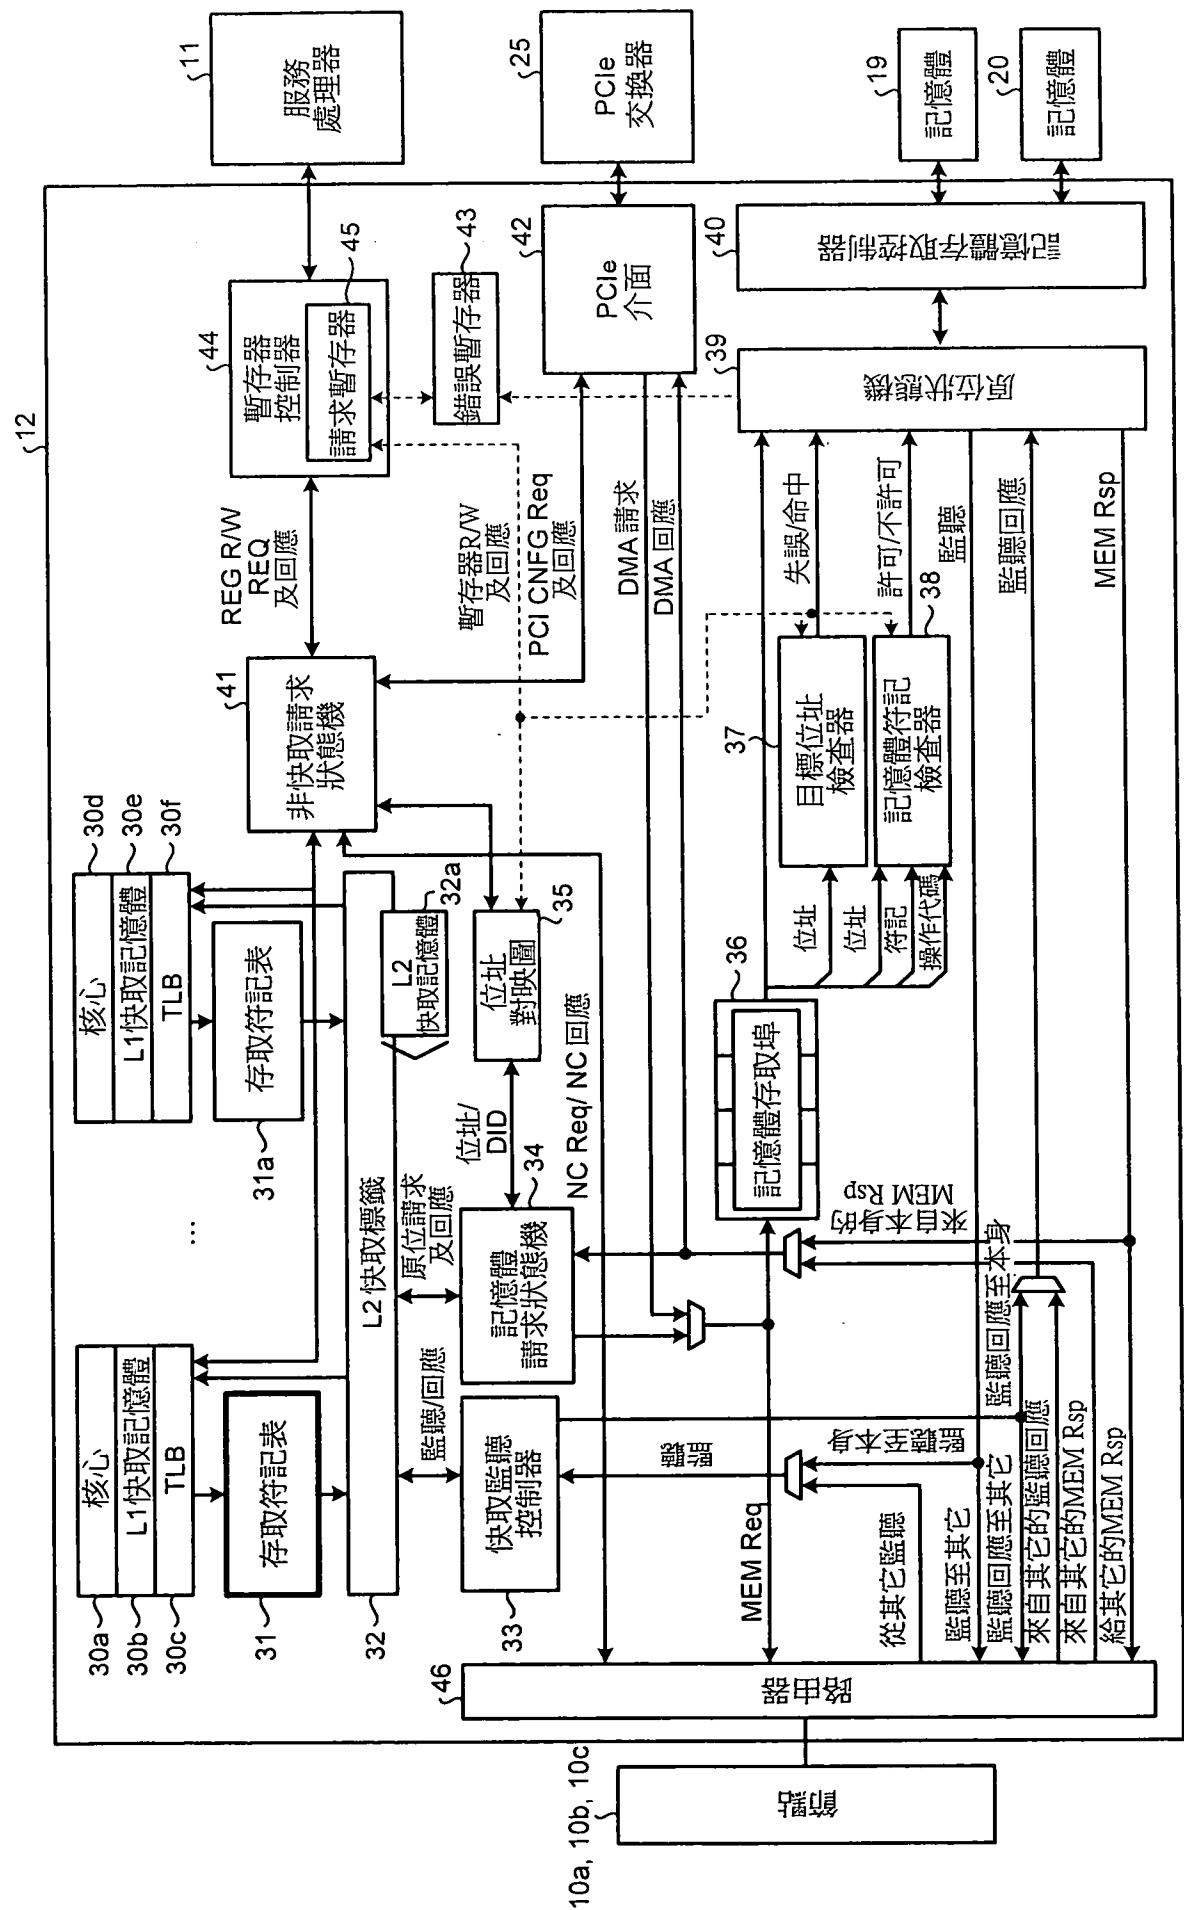 12
11
服務
處理器
25
PCIe
交換器
19
記憶體
20
記憶體
44
暫存器
控制器
45
請求暫存器
43
錯誤暫存器
42
PCIe
介面
40
記憶體存取控制器
39
原位狀態機
REG R/W
REQ
及回應
暫存器R/W
及回應
PCI CNFG Req
及回應
DMA請求
DMA回應
失誤/命中
許可/不許可
監聽
監聽回應
MEM Rsp
41
非快取請求
狀態機
37
目標位址
檢查器
38
記憶體符記
檢查器
位址
位址
符記
操作代碼
30d
30e
30f
核心
L1快取記憶體
TLB
存取符記表
31a
...
L2
快取記憶體
32a
35
位址
對映圖
位址/
DID
NC Req/ NC 回應
36
記憶體存取埠
34
記憶體
請求狀態機
原位請求
及回應
L2 快取標籤
監聽/回應
來自本身的
MEM Rsp
監聽回應至本身
30a
30b
30c
核心
L1快取記憶體
TLB
31
存取符記表
32
33
快取監聽
控制器
監聽
監聽至本身
MEM Req
從其它監聽
監聽至其它
監聽回應至其它
來自其它的監聽回應
來自其它的MEM Rsp
給其它的MEM Rsp
46
路由器
10a, 10b, 10c
節點